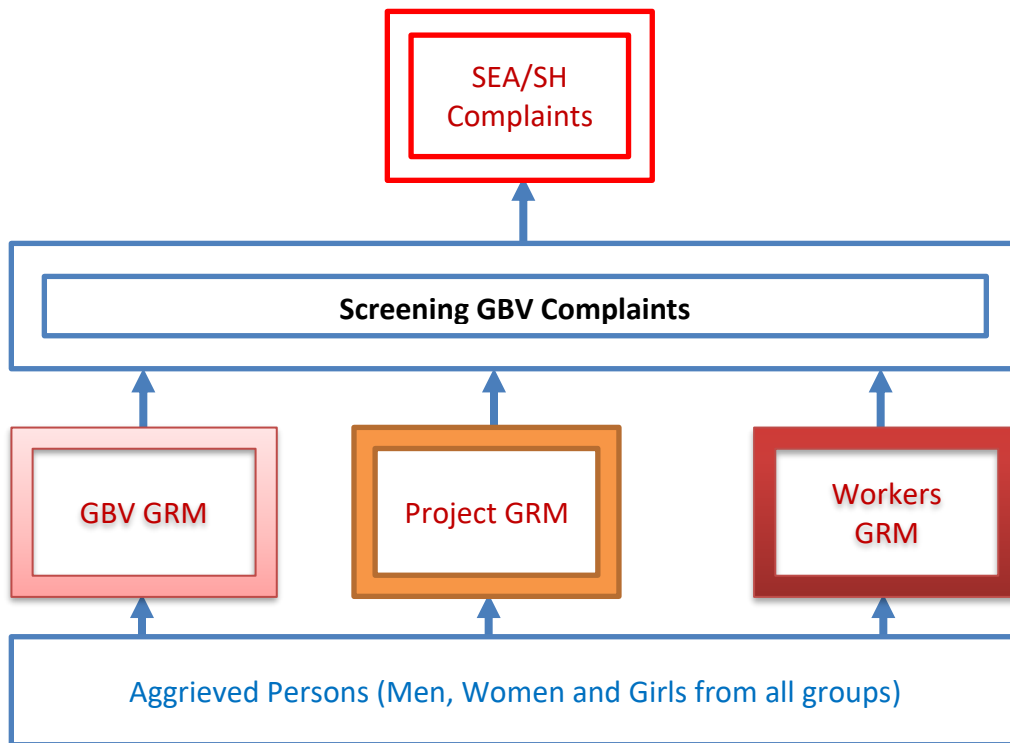 SEA/SH
Complaints
Screening GBV Complaints
GBV GRM
Project GRM
Workers
GRM
Aggrieved Persons (Men, Women and Girls from all groups)